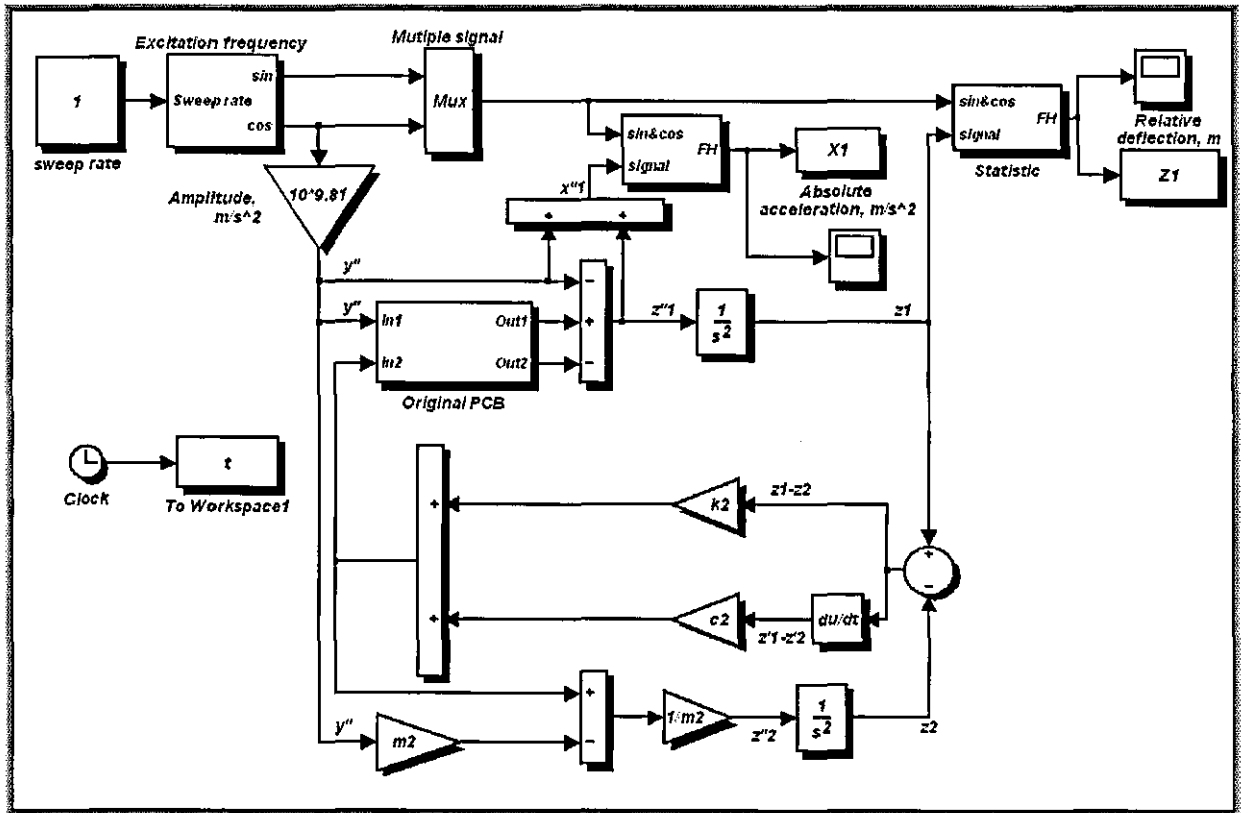 Excitation frequency
Mutiple signal
1
sweep rate
Sweep rate
sin
cos
Mux
sin&cos
signal
FH
X1
Absolute
acceleration, m/s^2
sin&cos
signal
FH
Statistic
Relative
deflection, m
Z1
Amplitude,
m/s^2
10*9.81
x"1
+
+
y"
y"
In1
In2
Out1
Out2
Original PCB
−
+
−
z"1
1
s2
z1
Clock
t
To Workspace1
+
+
k2
z1-z2
c2
z'1-z'2
du/dt
+
−
y"
m2
+
−
1/m2
z"2
1
s2
z2